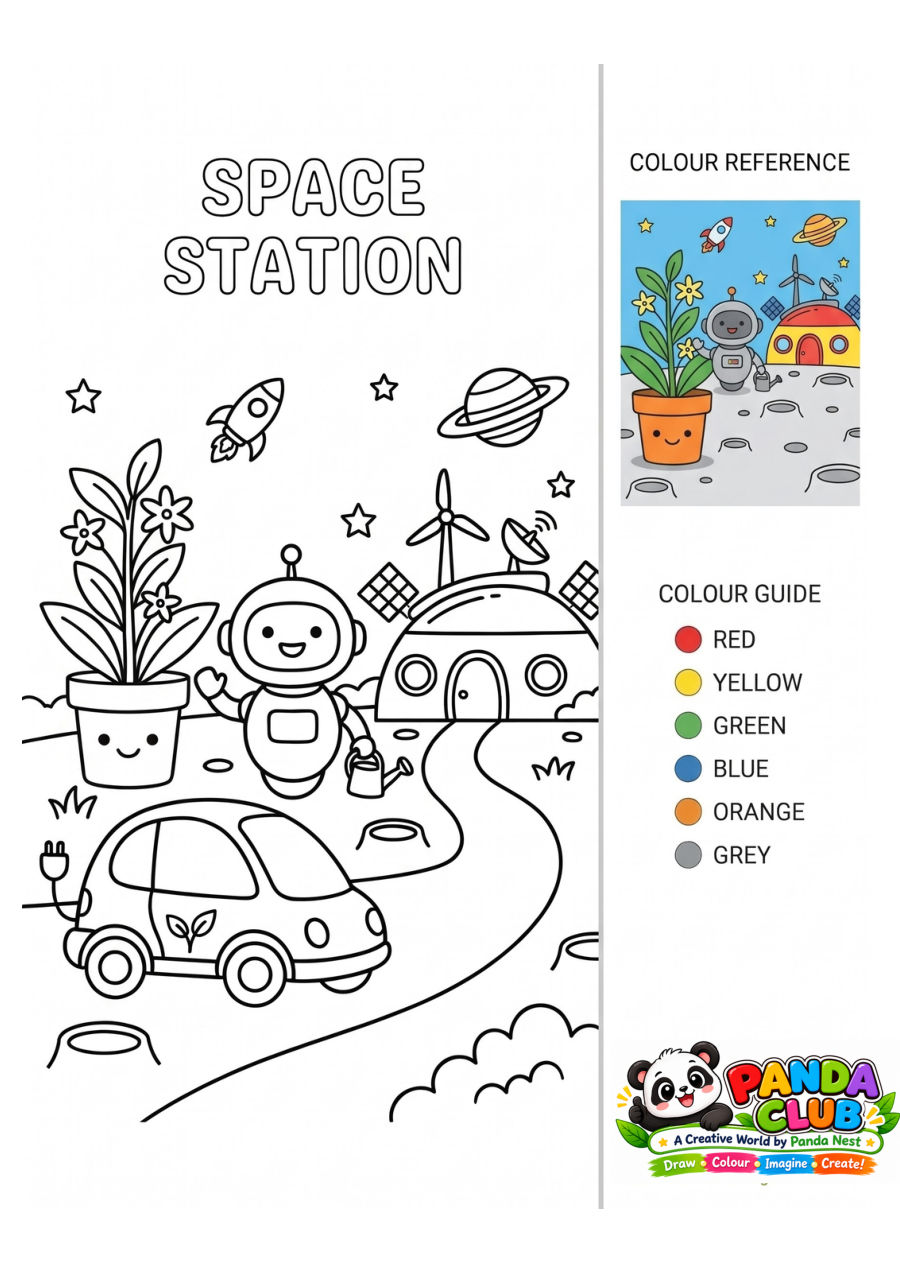 SPACE
STATION
COLOUR REFERENCE
COLOUR GUIDE
RED
YELLOW
GREEN
BLUE
ORANGE
GREY
PANDA
CLUB
A Creative World by Panda Nest
Draw • Colour • Imagine • Create!